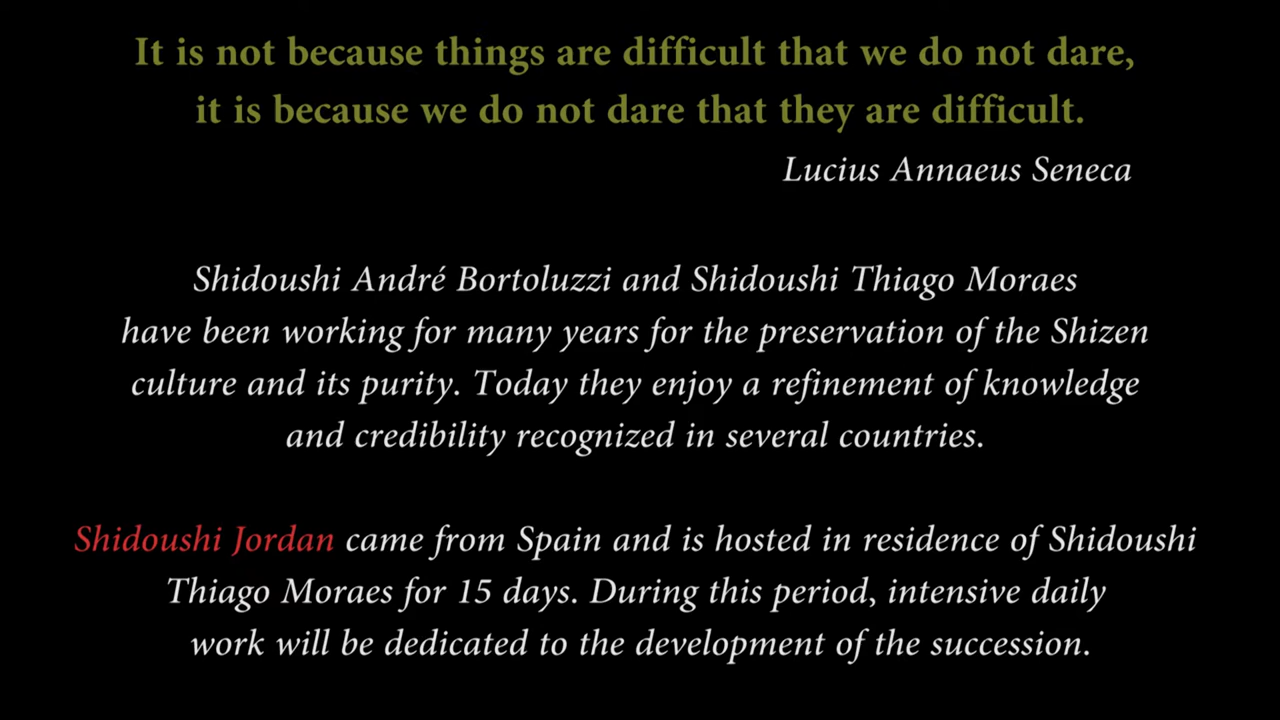 It is not because things are difficult that we do not dare,
it is because we do not dare that they are difficult.
Lucius Annaeus Seneca
Shidoushi André Bortoluzzi and Shidoushi Thiago Moraes
have been working for many years for the preservation of the Shizen
culture and its purity. Today they enjoy a refinement of knowledge
and credibility recognized in several countries.
Shidoushi Jordan came from Spain and is hosted in residence of Shidoushi
Thiago Moraes for 15 days. During this period, intensive daily
work will be dedicated to the development of the succession.